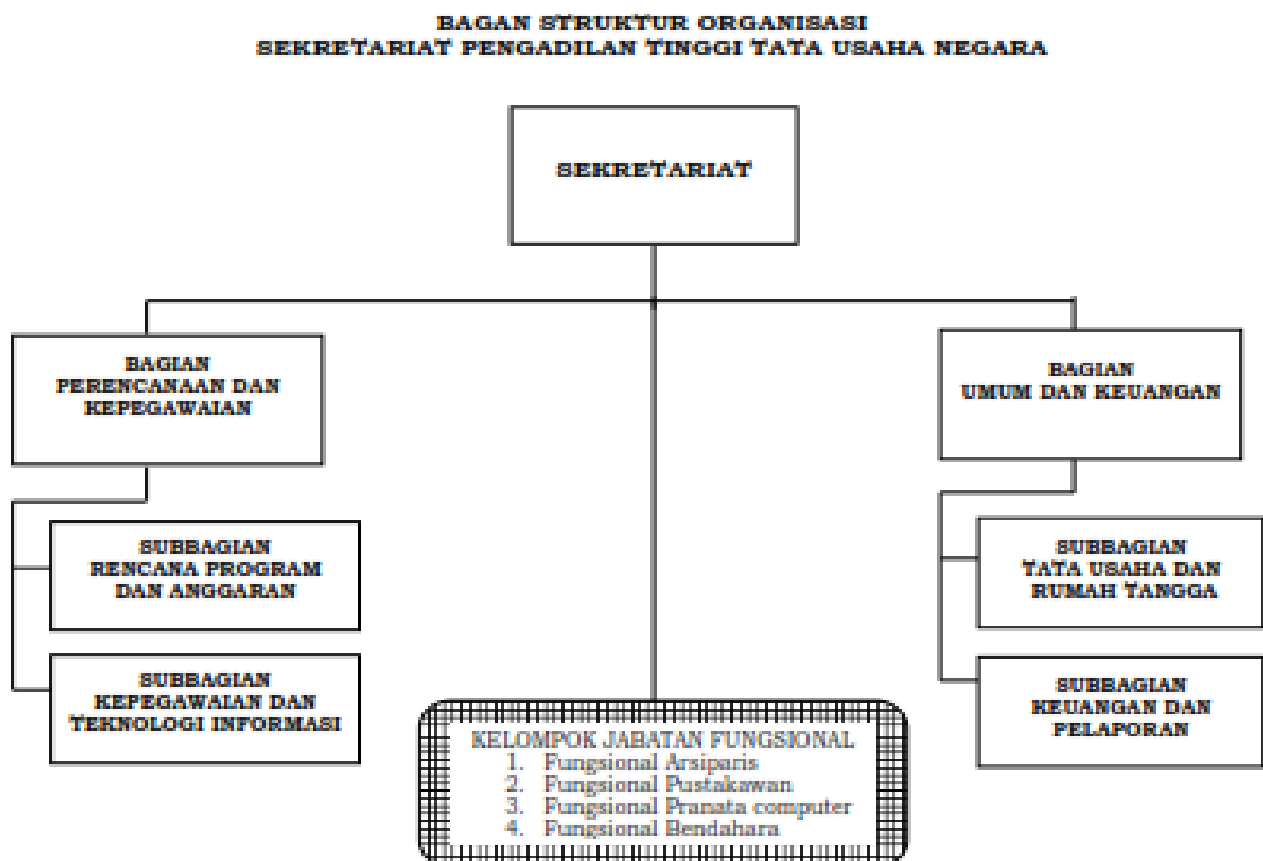 BAGAN STRUKTUR ORGANISASI
SEKRETARIAT PENGADILAN TINGGI TATA USAHA NEGARA
SEKRETARIAT
BAGIAN
PERENCANAAN DAN
KEPEGAWAIAN
BAGIAN
UMUM DAN KEUANGAN
SUBBAGIAN
RENCANA PROGRAM
DAN ANGGARAN
SUBBAGIAN
KEPEGAWAIAN DAN
TEKNOLOGI INFORMASI
SUBBAGIAN
TATA USAHA DAN
RUMAH TANGGA
SUBBAGIAN
KEUANGAN DAN
PELAPORAN
KELOMPOK JABATAN FUNGSIONAL
1. Fungsional Arsiparis
2. Fungsional Pustakawan
3. Fungsional Pranata computer
4. Fungsional Bendahara